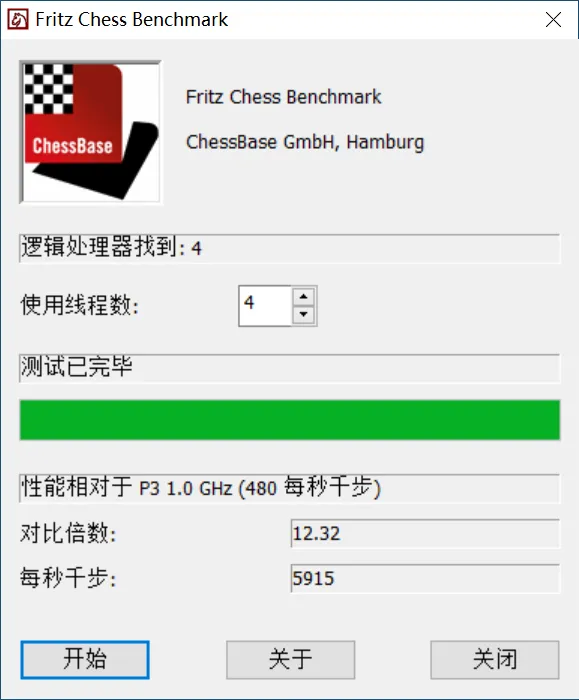 Fritz Chess Benchmark
ChessBase
Fritz Chess Benchmark
ChessBase GmbH, Hamburg
逻辑处理器找到: 4
使用线程数: 4
测试已完毕
性能相对于 P3 1.0 GHz (480 每秒千步)
对比倍数: 12.32
每秒千步: 5915
开始 关于 关闭